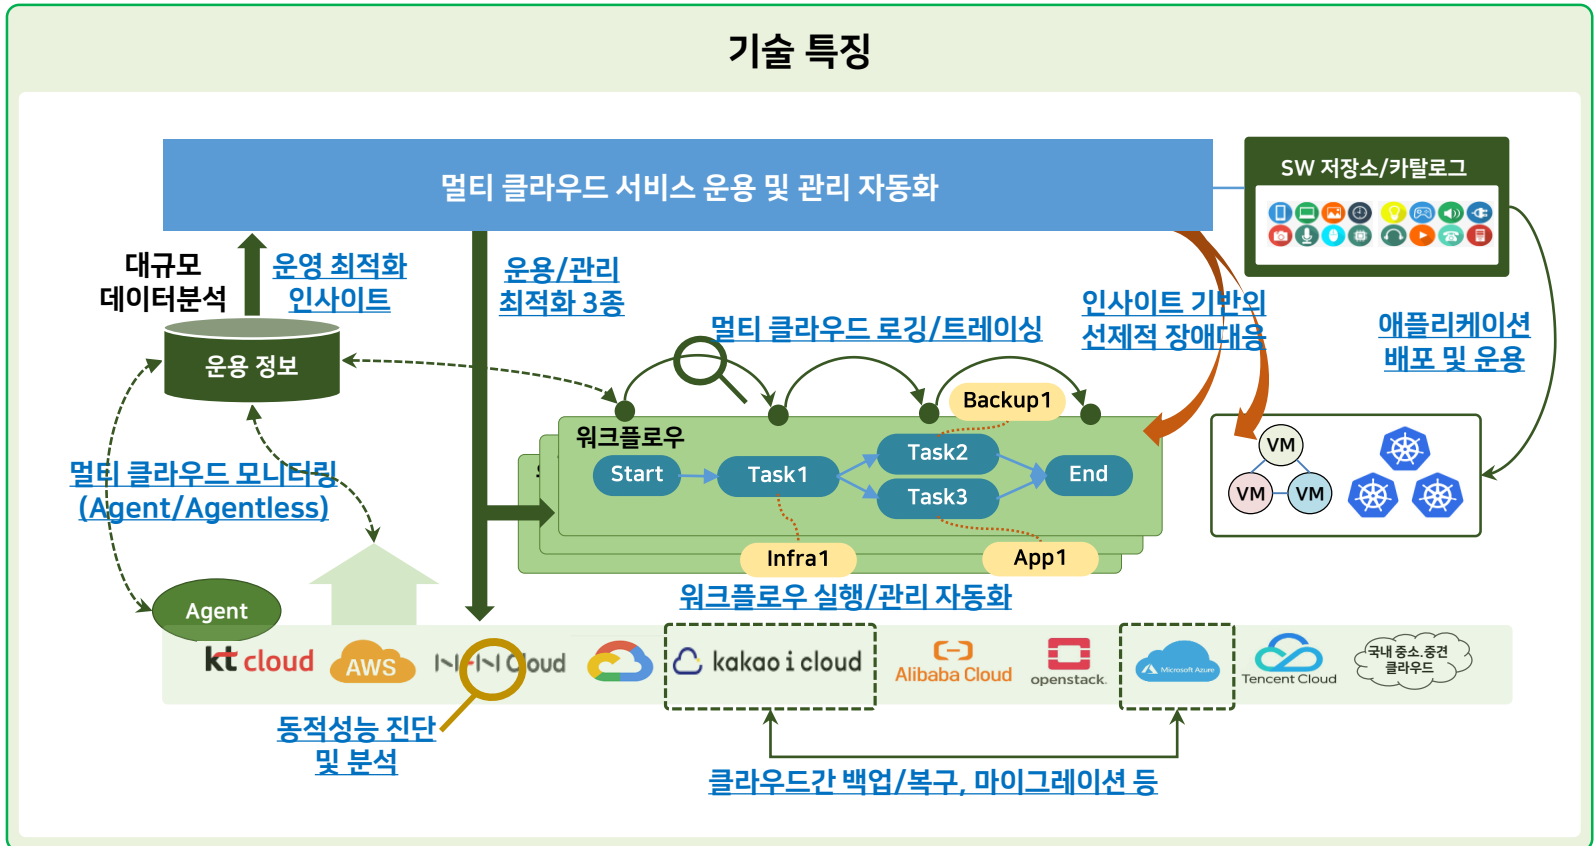 기술 특징
멀티 클라우드 서비스 운용 및 관리 자동화
SW 저장소/카탈로그
대규모
데이터분석
운영 최적화
인사이트
운용/관리
최적화 3종
멀티 클라우드 로깅/트레이싱
인사이트 기반의
선제적 장애대응
애플리케이션
배포 및 운용
운용 정보
Backup1
워크플로우
Start
Task1
Task2
Task3
End
VM
VM
VM
멀티 클라우드 모니터링
(Agent/Agentless)
Infra1
App1
워크플로우 실행/관리 자동화
Agent
kt cloud
AWS
NHN Cloud
kakao i cloud
Alibaba Cloud
openstack.
Microsoft Azure
Tencent Cloud
국내 중소.중견
클라우드
동적성능 진단
및 분석
클라우드간 백업/복구, 마이그레이션 등